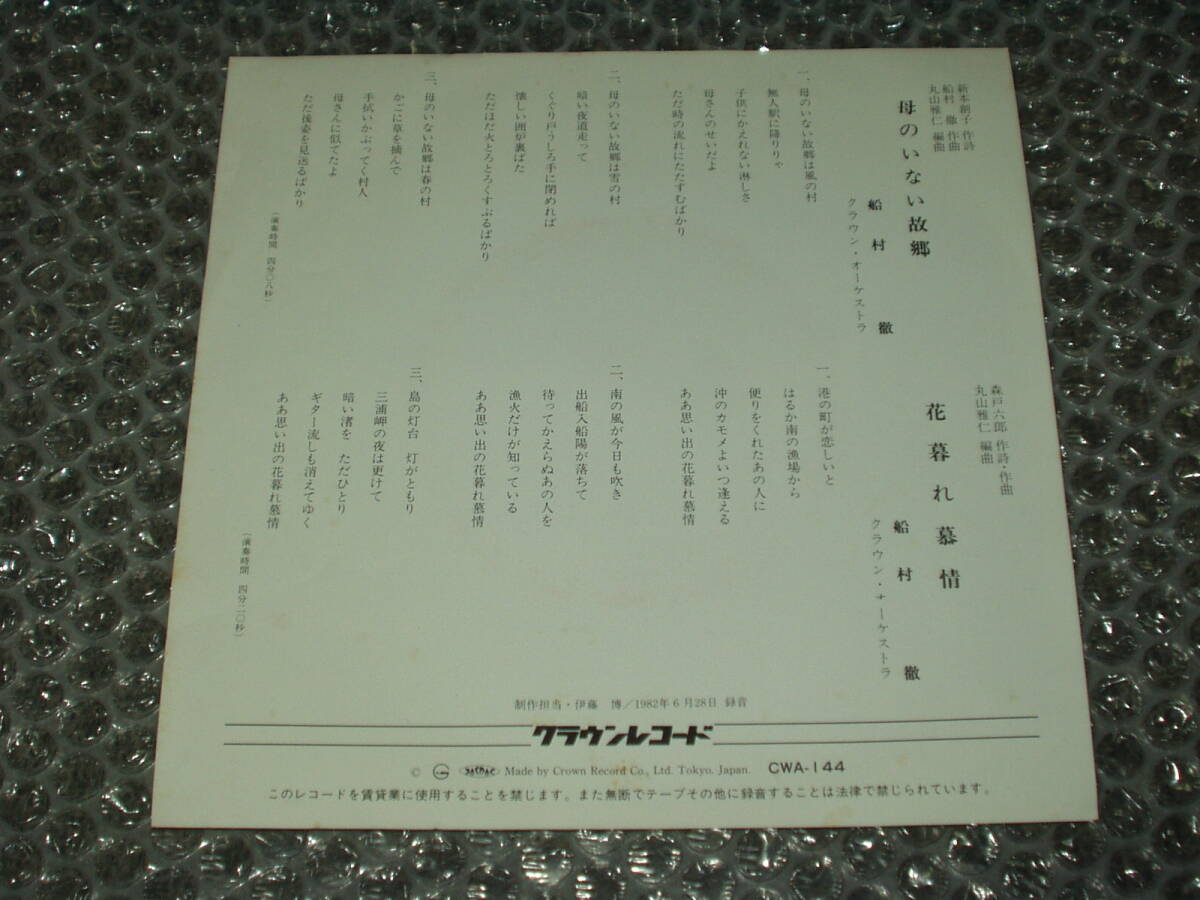 新本創子 作詩
船村 徹 作曲
丸山雅仁 編曲
母のいない故郷
船村 徹
クラウン・オーケストラ
一、母のいない故郷は風の村
無人駅に降りりゃ
子供にかえれない淋しさ
母さんのせいだよ
ただ時の流れにたたずむばかり
二、母のいない故郷は雪の村
暗い夜道走って
くぐり戸うしろ手に閉めれば
懐しい囲炉裏ばた
ただほだ火とろとろくすぶるばかり
三、母のいない故郷は春の村
かごに草を摘んで
手拭いかぶってく村人
母さんに似てたよ
ただ後姿を見送るばかり
(演奏時間 四分〇八秒)
森戸六郎 作詩・作曲
丸山雅仁 編曲
花暮れ慕情
船村 徹
クラウン・オーケストラ
一、港の町が恋しいと
はるか南の漁場から
便りをくれたあの人に
沖のカモメよいつ逢える
ああ思い出の花暮れ慕情
二、南の風が今日も吹き
出船入船陽が落ちて
待ってかえらぬあの人を
漁火だけが知っている
ああ思い出の花暮れ慕情
三、島の灯台 灯がともり
三浦岬の夜は更けて
暗い渚を ただひとり
ギター流しも消えてゆく
ああ思い出の花暮れ慕情
(演奏時間 四分二〇秒)
制作担当・伊藤 博/1982年6月28日 録音
クラウンレコード
© Made by Crown Record Co., Ltd. Tokyo, Japan. CWA-144
このレコードを賃貸業に使用することを禁じます。また無断でテープその他に録音することは法律で禁じられています。